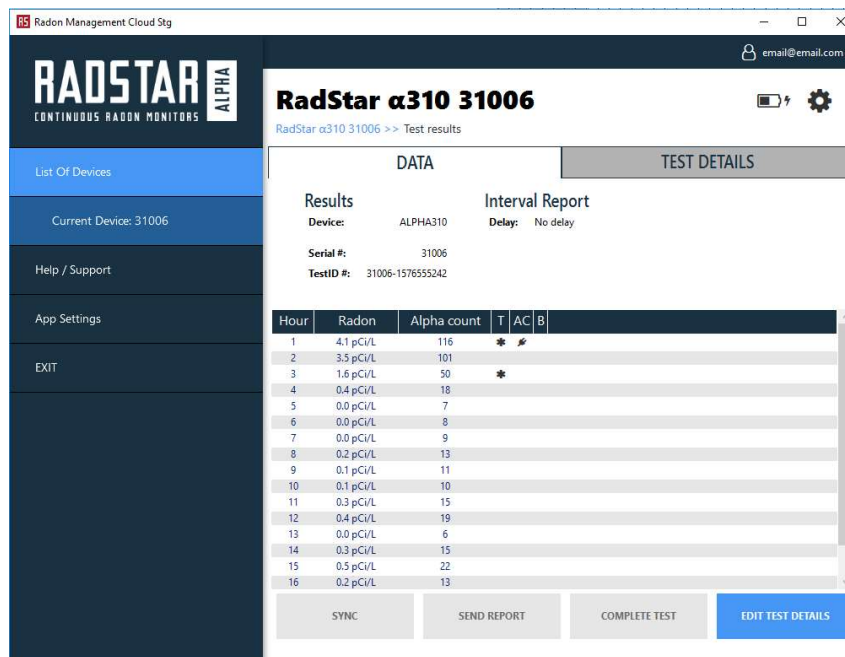 RS Radon Management Cloud Stg
email@email.com
RADSTAR ALPHA
CONTINUOUS RADON MONITORS
RadStar α310 31006
RadStar α310 31006 >> Test results
List Of Devices
Current Device: 31006
Help / Support
App Settings
EXIT
DATA TEST DETAILS
Results Interval Report
Device: ALPHA310 Delay: No delay
Serial #: 31006
TestID #: 31006-1576555242
Hour Radon Alpha count T AC B
1 4.1 pCi/L 116
2 3.5 pCi/L 101
3 1.6 pCi/L 50
4 0.4 pCi/L 18
5 0.0 pCi/L 7
6 0.0 pCi/L 8
7 0.0 pCi/L 9
8 0.2 pCi/L 13
9 0.1 pCi/L 11
10 0.1 pCi/L 10
11 0.3 pCi/L 15
12 0.4 pCi/L 19
13 0.0 pCi/L 6
14 0.3 pCi/L 15
15 0.5 pCi/L 22
16 0.2 pCi/L 13
SYNC SEND REPORT COMPLETE TEST EDIT TEST DETAILS